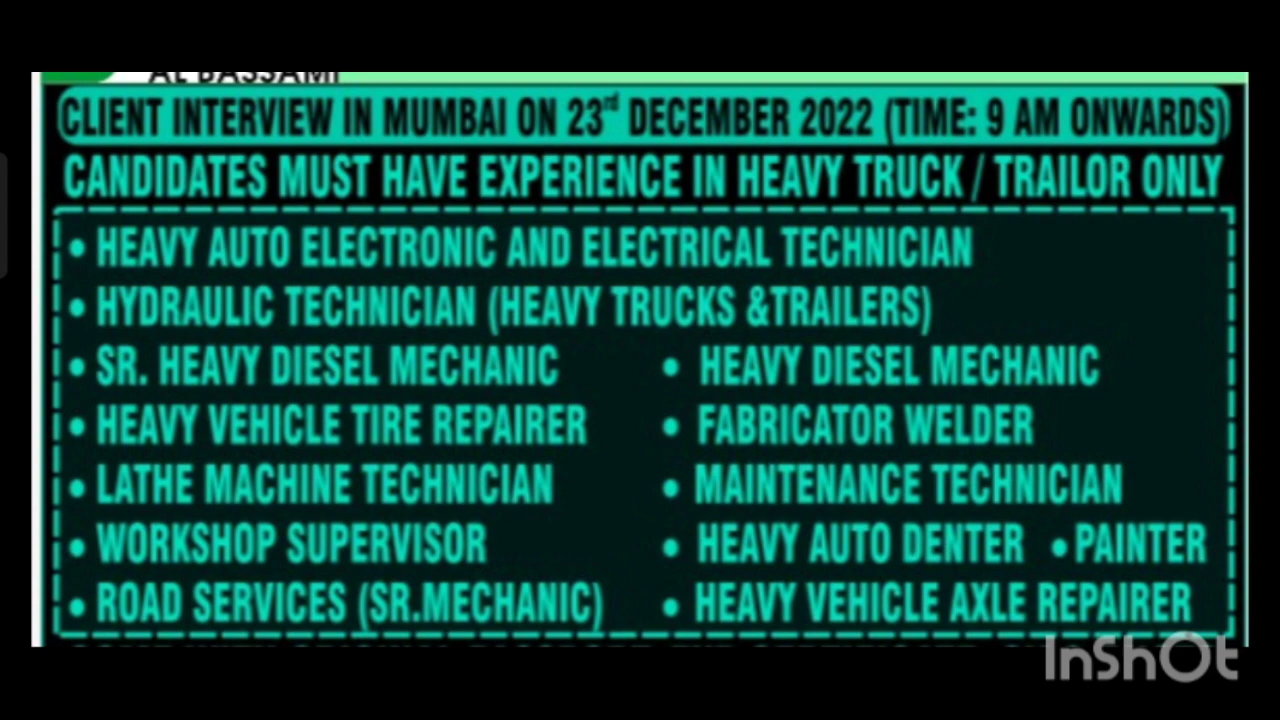 AL BASSAMI
CLIENT INTERVIEW IN MUMBAI ON 23rd DECEMBER 2022 (TIME: 9 AM ONWARDS)
CANDIDATES MUST HAVE EXPERIENCE IN HEAVY TRUCK / TRAILOR ONLY
• HEAVY AUTO ELECTRONIC AND ELECTRICAL TECHNICIAN
• HYDRAULIC TECHNICIAN (HEAVY TRUCKS &TRAILERS)
• SR. HEAVY DIESEL MECHANIC • HEAVY DIESEL MECHANIC
• HEAVY VEHICLE TIRE REPAIRER • FABRICATOR WELDER
• LATHE MACHINE TECHNICIAN • MAINTENANCE TECHNICIAN
• WORKSHOP SUPERVISOR • HEAVY AUTO DENTER • PAINTER
• ROAD SERVICES (SR.MECHANIC) • HEAVY VEHICLE AXLE REPAIRER
InShOt